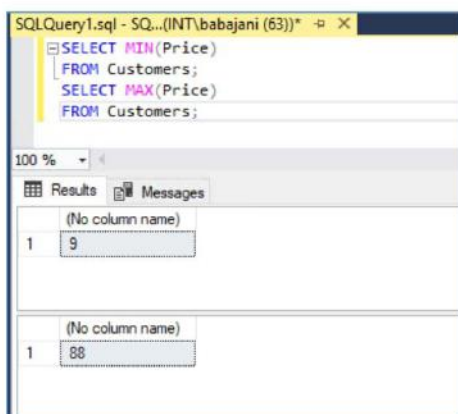 SQLQuery1.sql - SQ...(INT\babajani (63))*
SELECT MIN(Price)
FROM Customers;
SELECT MAX(Price)
FROM Customers;
100 %
Results Messages
(No column name)
1 9
(No column name)
1 88